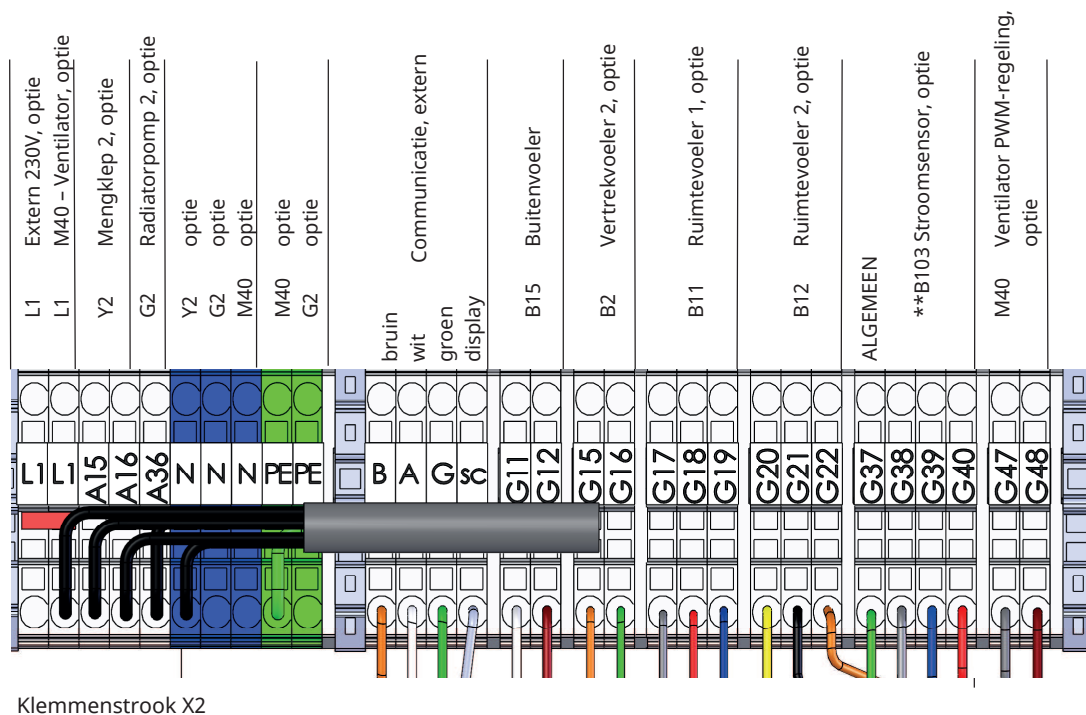 L1 Extern 230V, optie
L1 M40 – Ventilator, optie
Y2 Mengklep 2, optie
G2 Radiatorpomp 2, optie
Y2 optie
G2 optie
M40 optie
M40 optie
G2 optie
Communicatie, extern
bruin
wit
groen
display
B15 Buitenvoeler
B2 Vertrekvoeler 2, optie
B11 Ruimtevoeler 1, optie
B12 Ruimtevoeler 2, optie
ALGEMEEN
**B103 Stroomsensor, optie
M40 Ventilator PWM-regeling,
optie
L1 L1 A15 A16 A36 N N N PE PE B A G SC G11 G12 G15 G16 G17 G18 G19 G20 G21 G22 G37 G38 G39 G40 G47 G48
Klemmenstrook X2